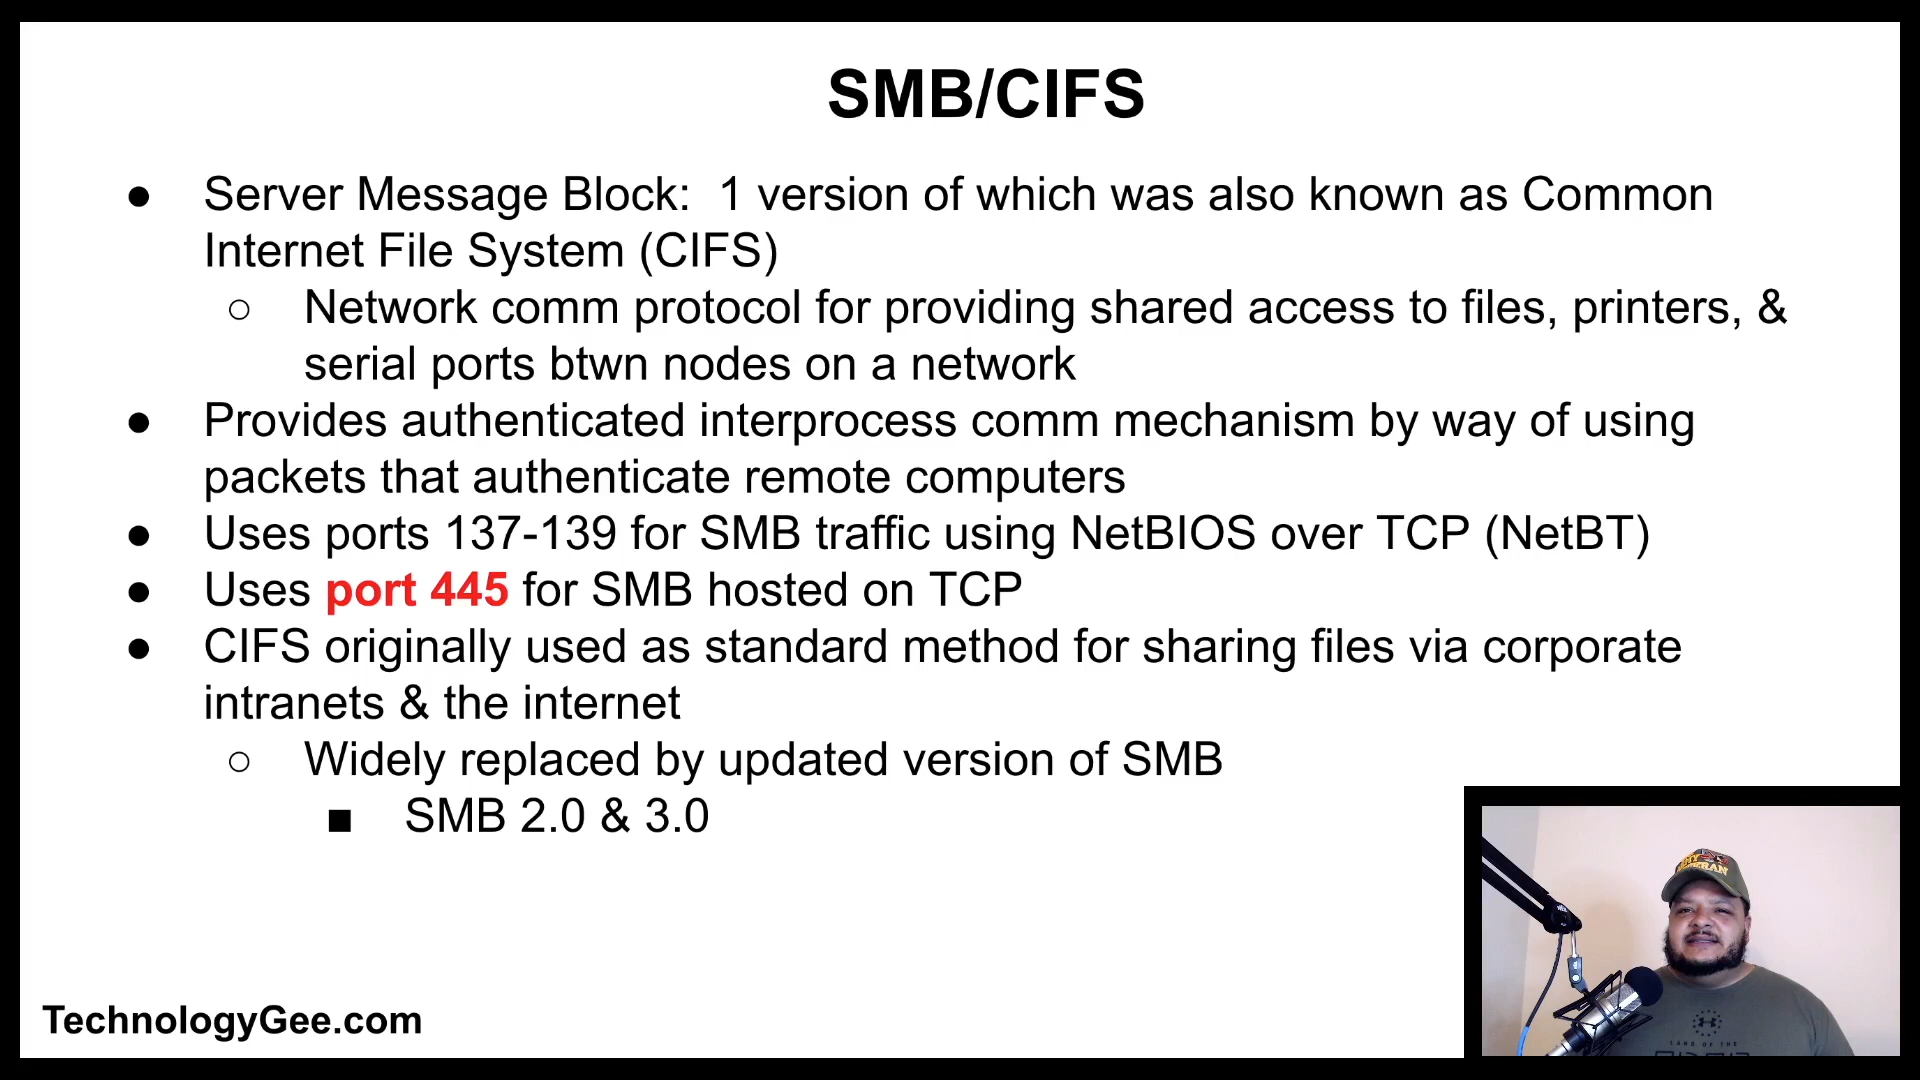 SMB/CIFS
● Server Message Block:  1 version of which was also known as Common
Internet File System (CIFS)
○ Network comm protocol for providing shared access to files, printers, &
serial ports btwn nodes on a network
● Provides authenticated interprocess comm mechanism by way of using
packets that authenticate remote computers
● Uses ports 137-139 for SMB traffic using NetBIOS over TCP (NetBT)
● Uses port 445 for SMB hosted on TCP
● CIFS originally used as standard method for sharing files via corporate
intranets & the internet
○ Widely replaced by updated version of SMB
■ SMB 2.0 & 3.0
TechnologyGee.com
LAND OF THE